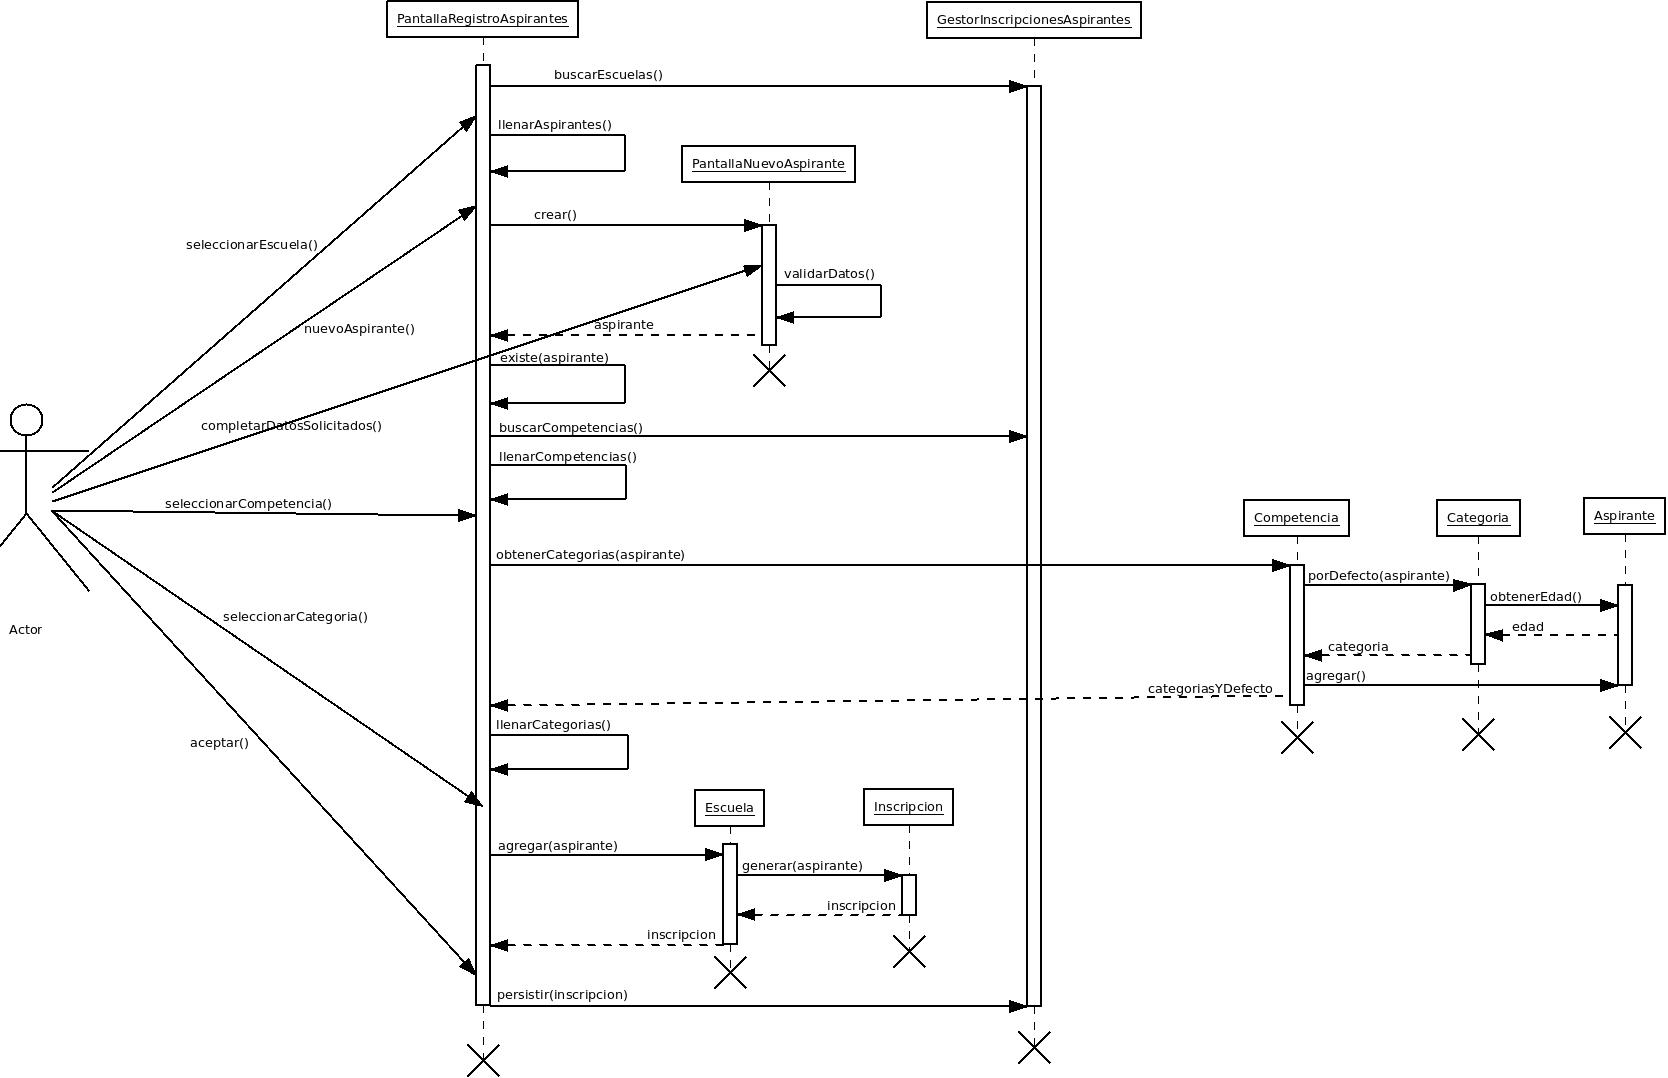 PantallaRegistroAspirantes
GestorInscripcionesAspirantes
buscarEscuelas()
llenarAspirantes()
PantallaNuevoAspirante
crear()
seleccionarEscuela()
validarDatos()
nuevoAspirante()
aspirante
existe(aspirante)
completarDatosSolicitados()
buscarCompetencias()
llenarCompetencias()
seleccionarCompetencia()
Competencia
Categoria
Aspirante
obtenerCategorias(aspirante)
porDefecto(aspirante)
obtenerEdad()
seleccionarCategoria()
edad
Actor
categoria
agregar()
categoriasYDefecto
llenarCategorias()
aceptar()
Escuela
Inscripcion
agregar(aspirante)
generar(aspirante)
inscripcion
inscripcion
persistir(inscripcion)